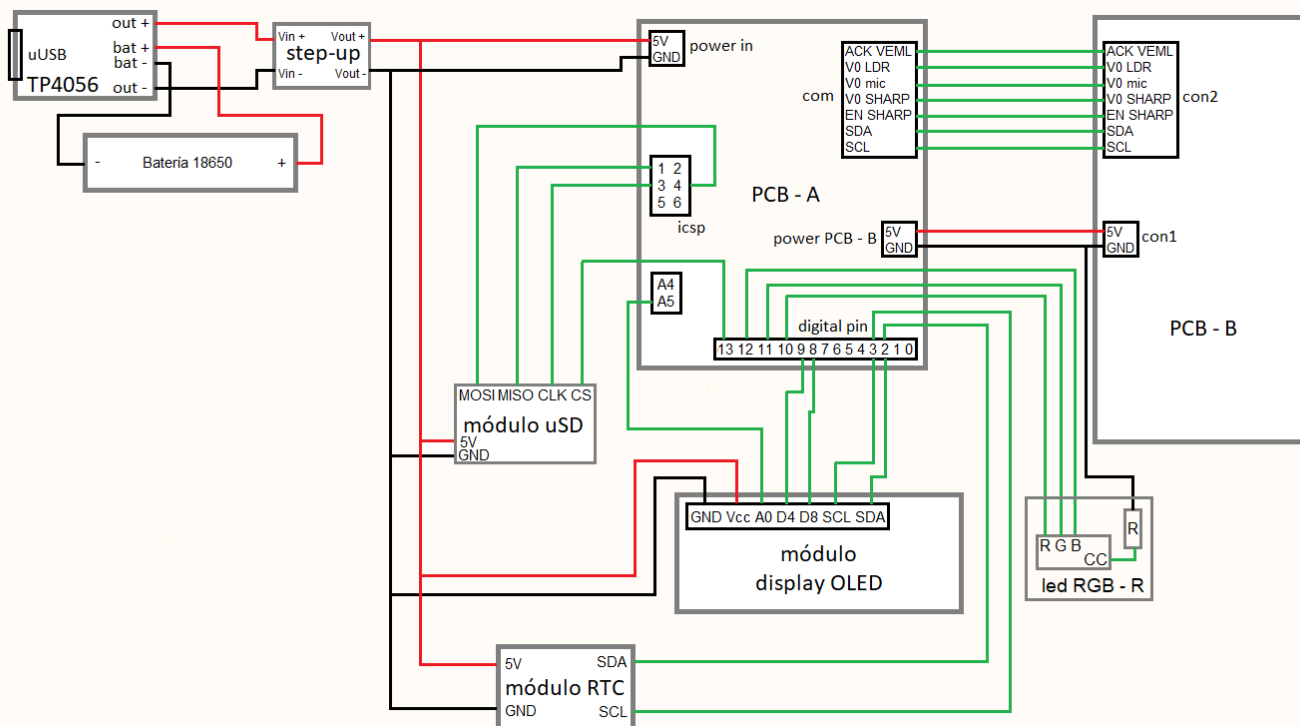 out +
bat +
bat -
out -
uUSB
TP4056
Vin +
Vout +
step-up
Vin -
Vout -
-
Batería 18650
+
5V
GND
power in
com
ACK VEML
V0 LDR
V0 mic
V0 SHARP
EN SHARP
SDA
SCL
ACK VEML
V0 LDR
V0 mic
V0 SHARP
EN SHARP
SDA
SCL
con2
1 2
3 4
5 6
icsp
PCB - A
power PCB - B
5V
GND
5V
GND
con1
PCB - B
A4
A5
digital pin
13 12 11 10 9 8 7 6 5 4 3 2 1 0
MOSI MISO CLK CS
módulo uSD
5V
GND
GND Vcc A0 D4 D8 SCL SDA
módulo
display OLED
R
R G B
CC
led RGB - R
5V
SDA
módulo RTC
GND
SCL